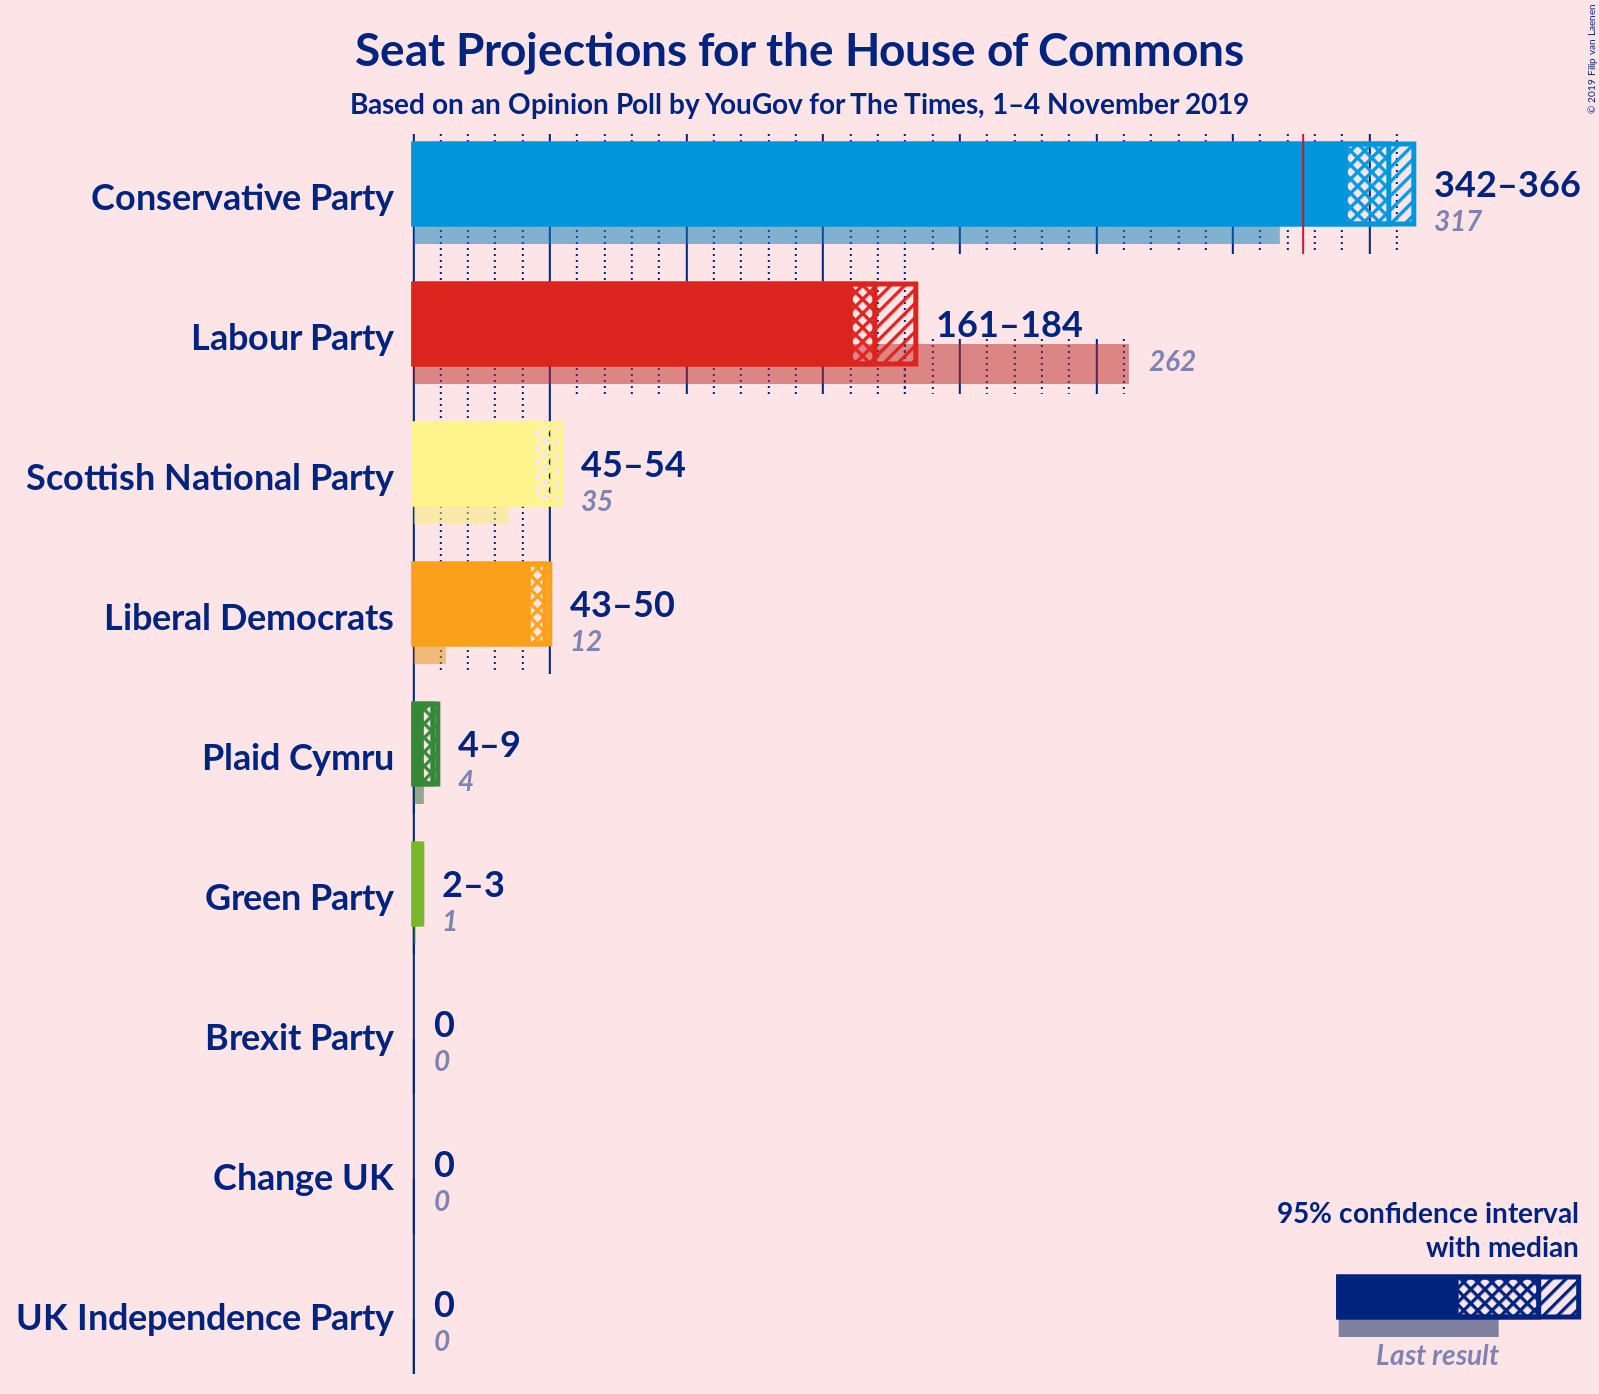 Seat Projections for the House of Commons
Based on an Opinion Poll by YouGov for The Times, 1–4 November 2019
© 2019 Filip van Laenen
Conservative Party
342–366
317
Labour Party
161–184
262
Scottish National Party
45–54
35
Liberal Democrats
43–50
12
Plaid Cymru
4–9
4
Green Party
2–3
1
Brexit Party
0
0
Change UK
0
0
UK Independence Party
0
0
95% confidence interval
with median
Last result